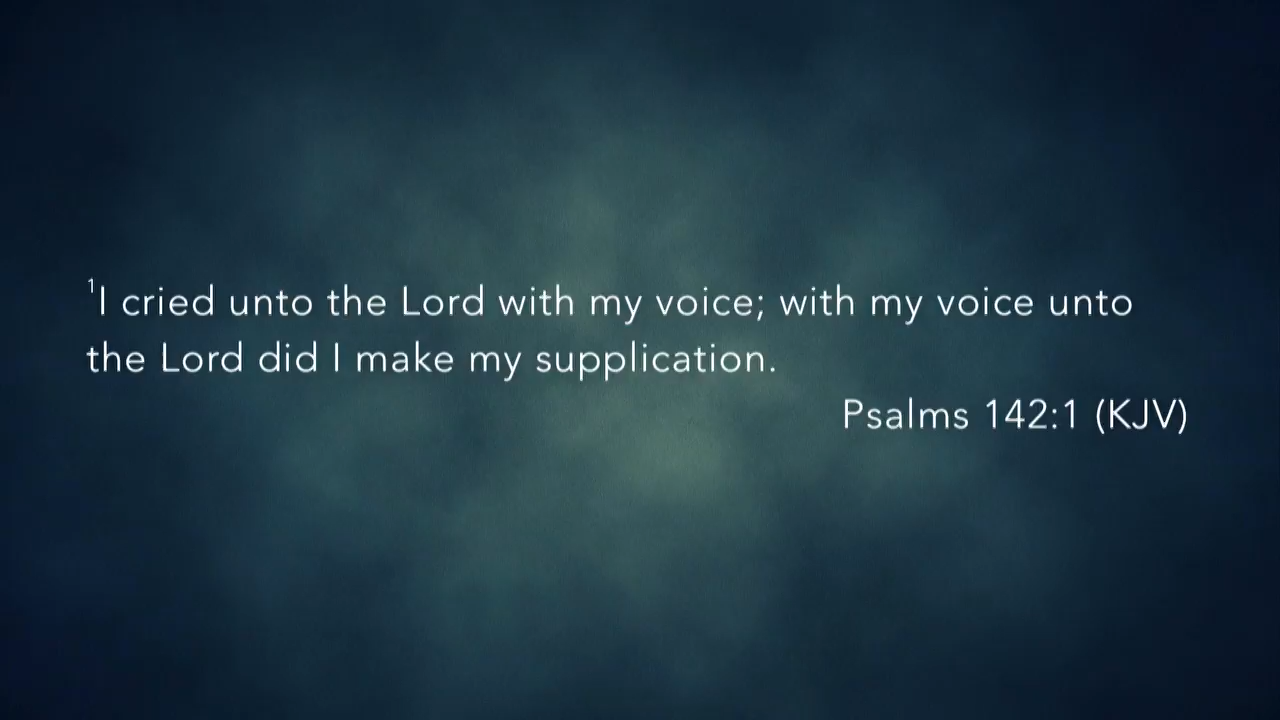 ¹I cried unto the Lord with my voice; with my voice unto
the Lord did I make my supplication.
Psalms 142:1 (KJV)